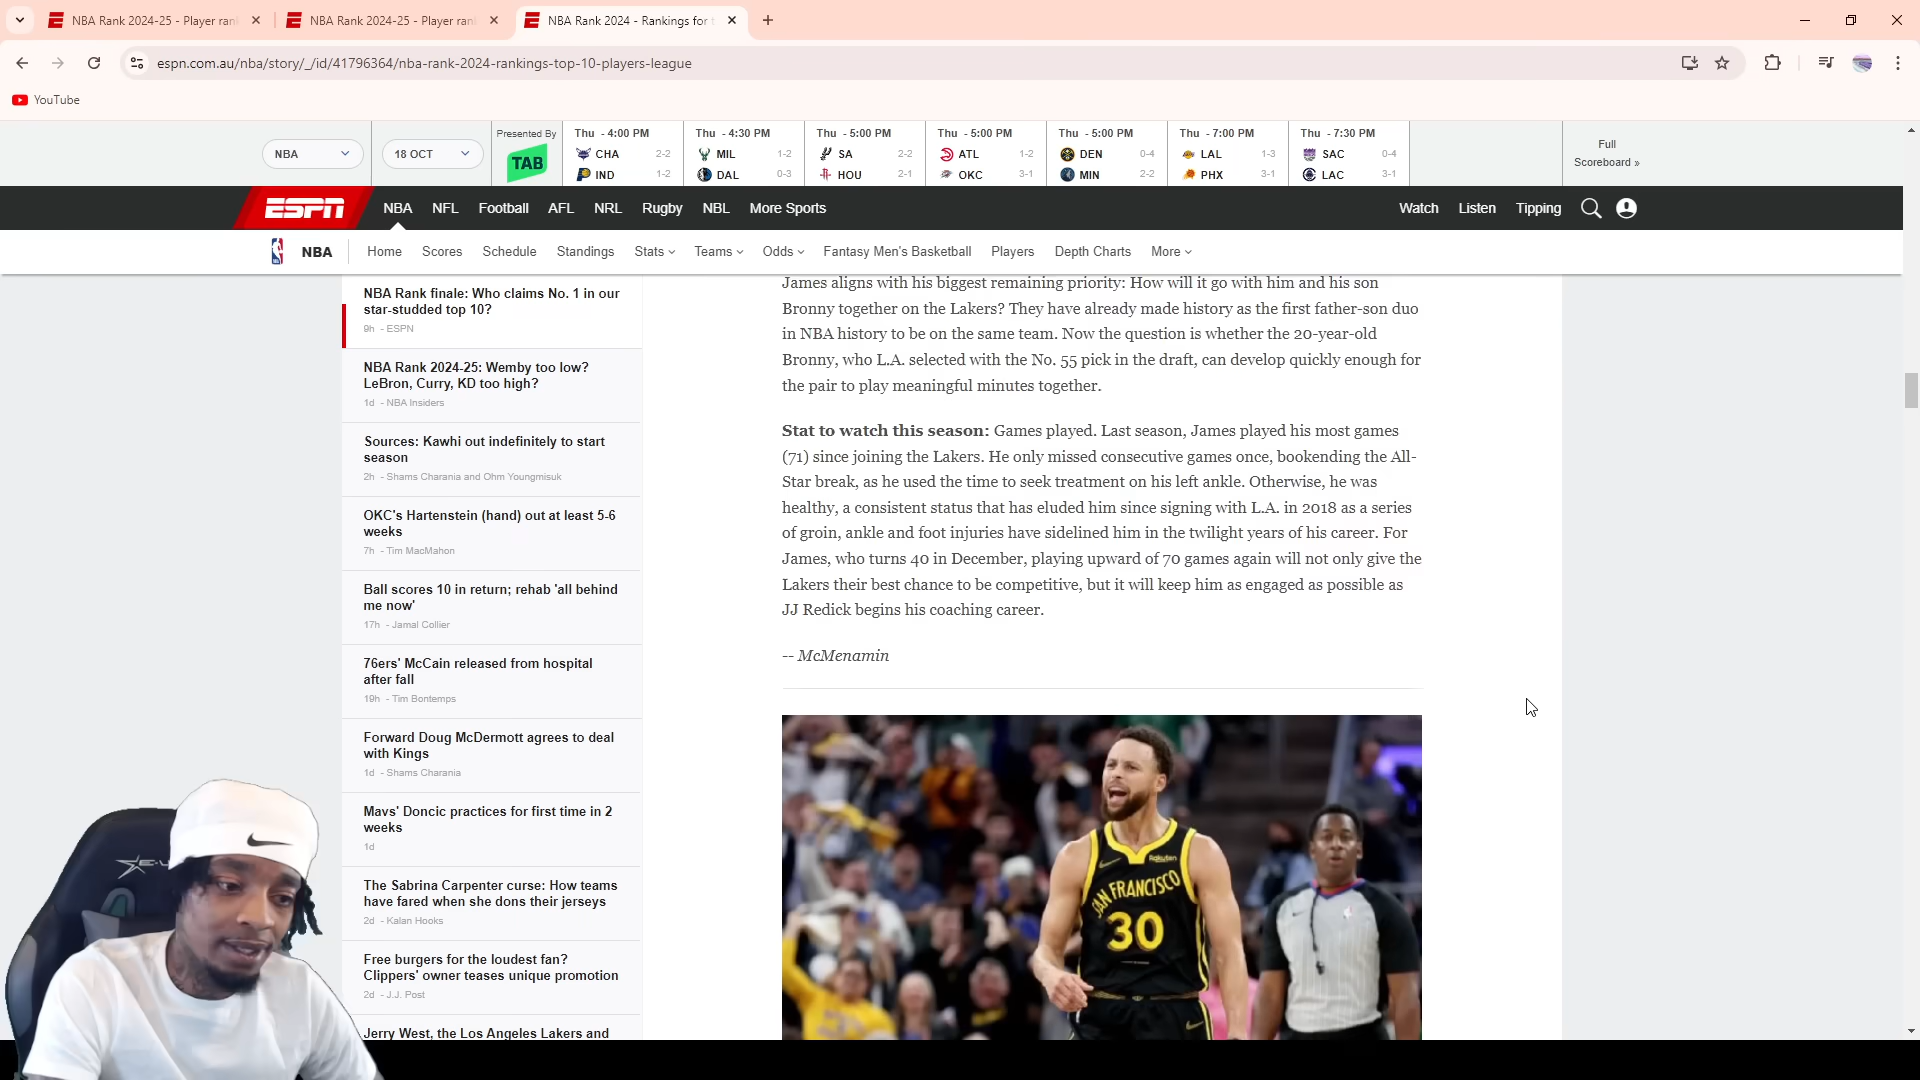 NBA Rank 2024-25 - Player ran
NBA Rank 2024-25 - Player ran
NBA Rank 2024 - Rankings for t
espn.com.au/nba/story/_/id/41796364/nba-rank-2024-rankings-top-10-players-league
YouTube
NBA
18 OCT
Presented By
TAB
Thu - 4:00 PM
CHA 2-2
IND 1-2
Thu - 4:30 PM
MIL 1-2
DAL 0-3
Thu - 5:00 PM
SA 2-2
HOU 2-1
Thu - 5:00 PM
ATL 1-2
OKC 3-1
Thu - 5:00 PM
DEN 0-4
MIN 2-2
Thu - 7:00 PM
LAL 1-3
PHX 3-1
Thu - 7:30 PM
SAC 0-4
LAC 3-1
Full
Scoreboard »
ESPN NBA NFL Football AFL NRL Rugby NBL More Sports Watch Listen Tipping
NBA Home Scores Schedule Standings Stats Teams Odds Fantasy Men's Basketball Players Depth Charts More
NBA Rank finale: Who claims No. 1 in our
star-studded top 10?
9h - ESPN
NBA Rank 2024-25: Wemby too low?
LeBron, Curry, KD too high?
1d - NBA Insiders
Sources: Kawhi out indefinitely to start
season
2h - Shams Charania and Ohm Youngmisuk
OKC's Hartenstein (hand) out at least 5-6
weeks
7h - Tim MacMahon
Ball scores 10 in return; rehab 'all behind
me now'
17h - Jamal Collier
76ers' McCain released from hospital
after fall
19h - Tim Bontemps
Forward Doug McDermott agrees to deal
with Kings
1d - Shams Charania
Mavs' Doncic practices for first time in 2
weeks
1d
The Sabrina Carpenter curse: How teams
have fared when she dons their jerseys
2d - Kalan Hooks
Free burgers for the loudest fan?
Clippers' owner teases unique promotion
2d - J.J. Post
Jerry West, the Los Angeles Lakers and
James aligns with his biggest remaining priority: How will it go with him and his son
Bronny together on the Lakers? They have already made history as the first father-son duo
in NBA history to be on the same team. Now the question is whether the 20-year-old
Bronny, who L.A. selected with the No. 55 pick in the draft, can develop quickly enough for
the pair to play meaningful minutes together.
Stat to watch this season: Games played. Last season, James played his most games
(71) since joining the Lakers. He only missed consecutive games once, bookending the All-
Star break, as he used the time to seek treatment on his left ankle. Otherwise, he was
healthy, a consistent status that has eluded him since signing with L.A. in 2018 as a series
of groin, ankle and foot injuries have sidelined him in the twilight years of his career. For
James, who turns 40 in December, playing upward of 70 games again will not only give the
Lakers their best chance to be competitive, but it will keep him as engaged as possible as
JJ Redick begins his coaching career.
-- McMenamin
Rakuten
SAN FRANCISCO
30